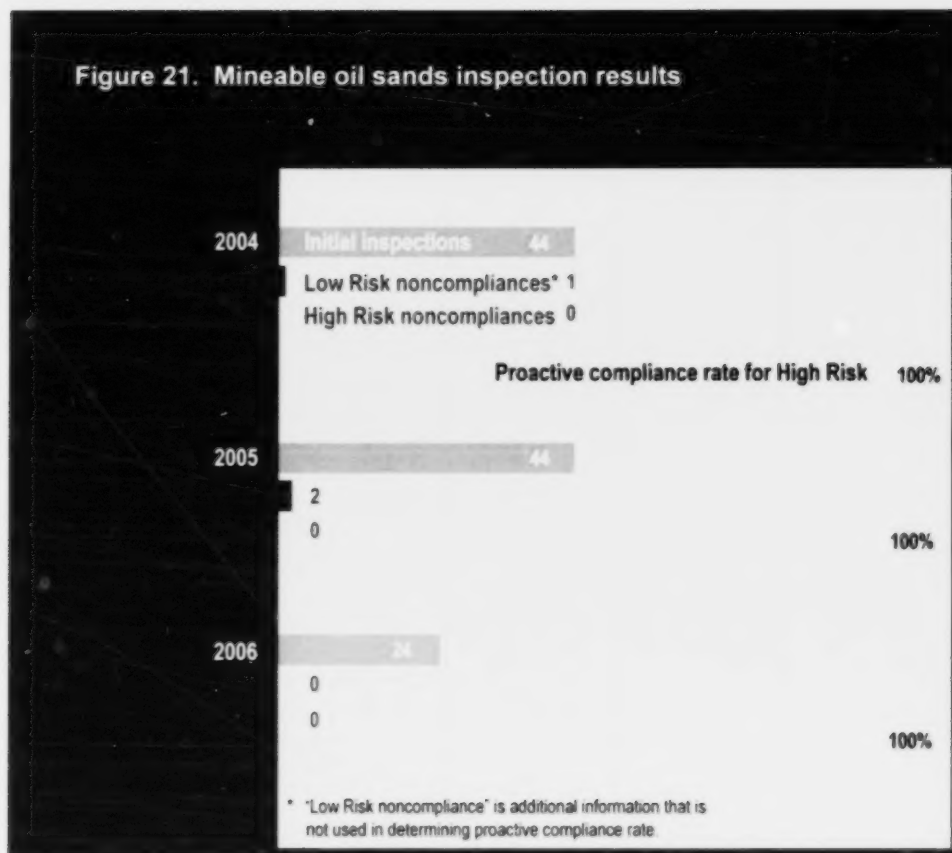 Figure 21. Mineable oil sands inspection results
2004 Initial inspections 44
Low Risk noncompliances* 1
High Risk noncompliances 0
Proactive compliance rate for High Risk 100%
2005 44
2
0
100%
2006 24
0
0
100%
* "Low Risk noncompliance" is additional information that is
not used in determining proactive compliance rate.